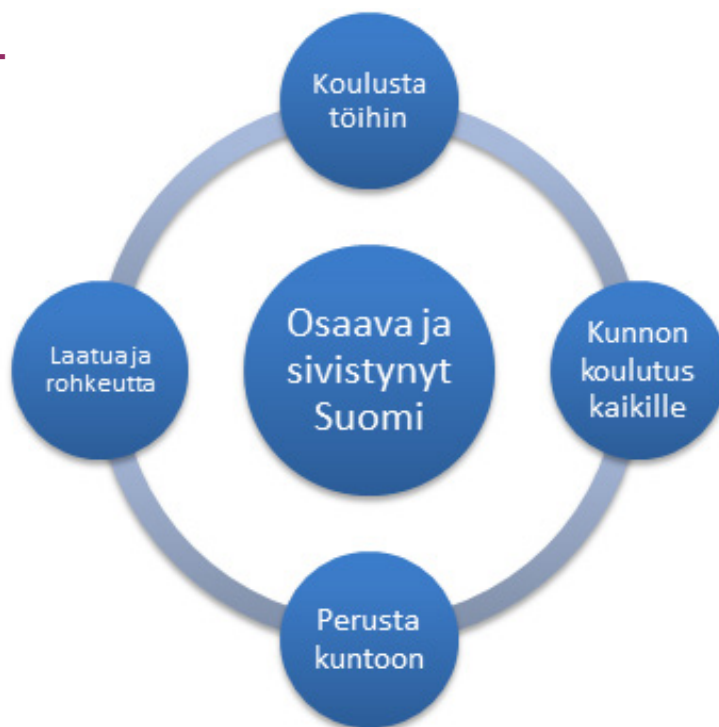 Koulusta
töihin
Osaava ja
sivistynyt
Suomi
Kunnon
koulutus
kaikille
Laatua ja
rohkeutta
Perusta
kuntoon